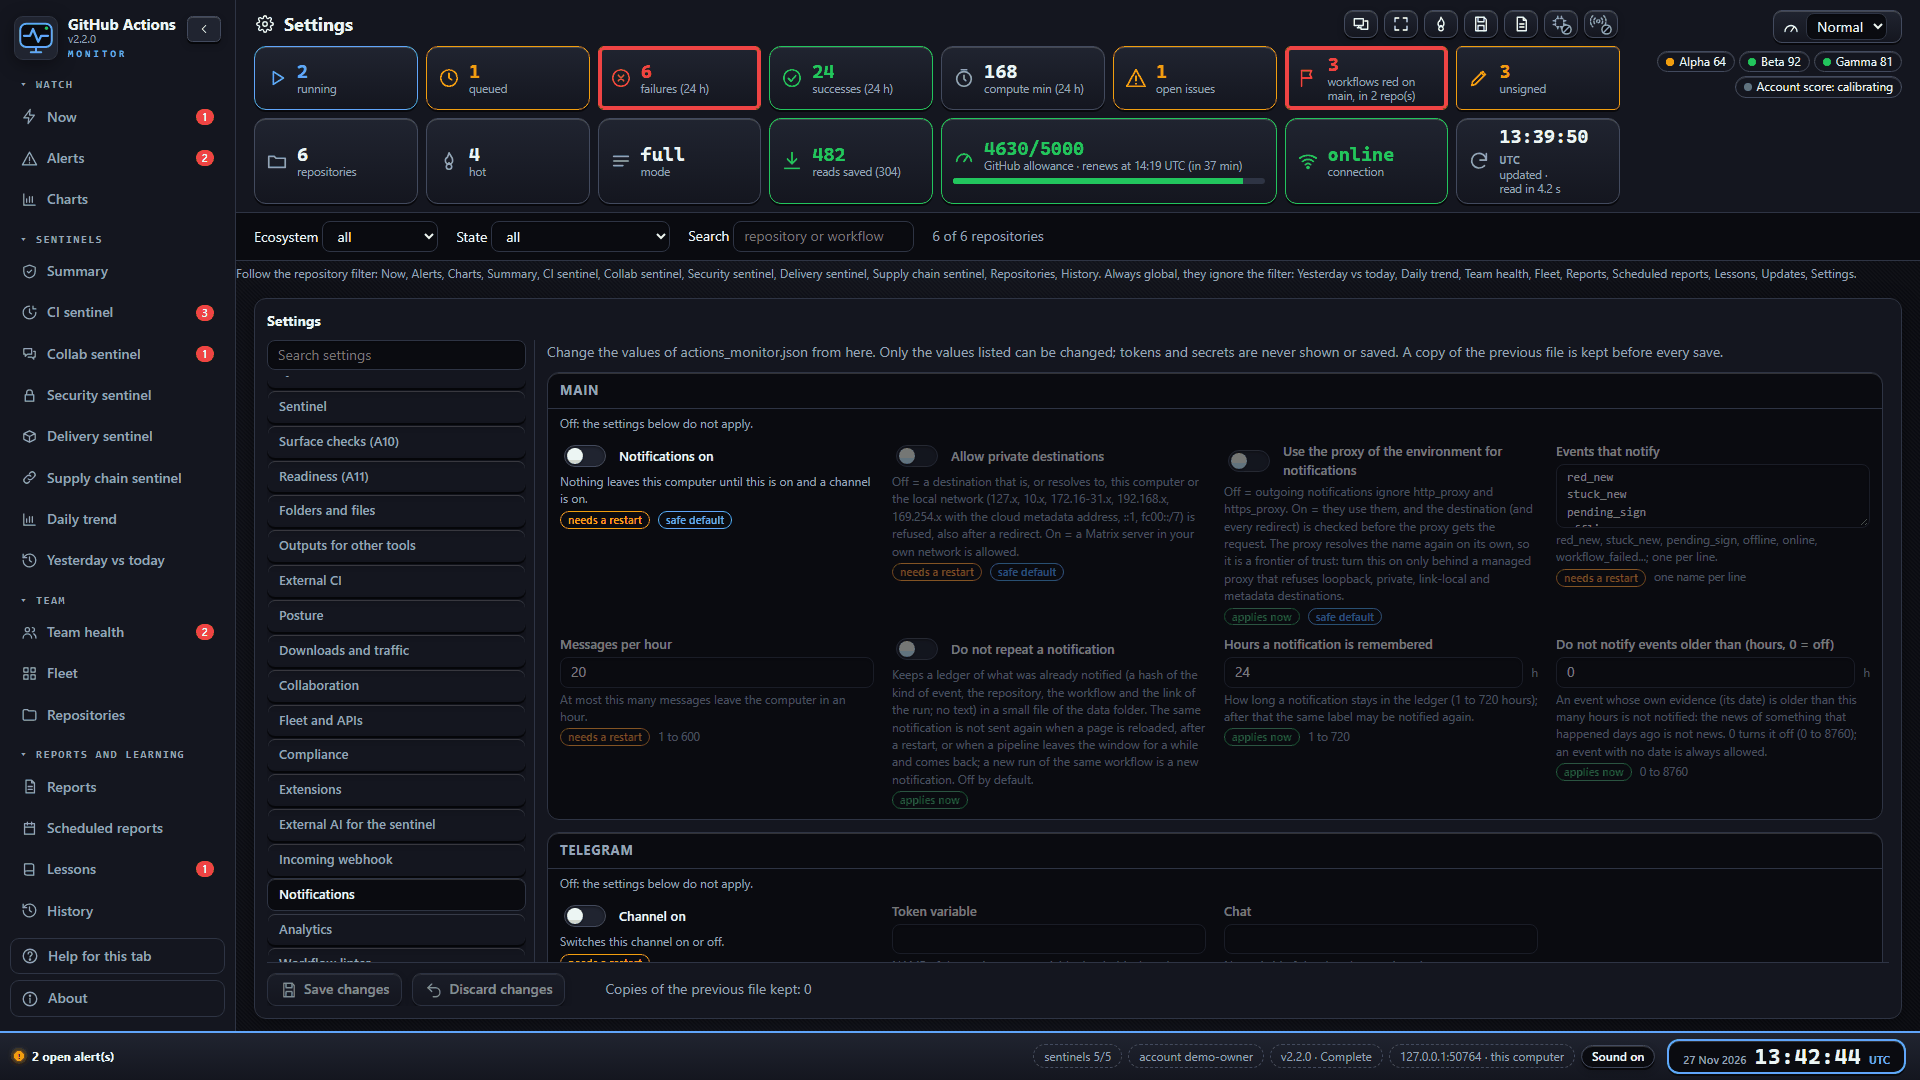 GitHub Actions
v2.2.0
MONITOR
WATCH
Now 1
Alerts 2
Charts
SENTINELS
Summary
CI sentinel 3
Collab sentinel 1
Security sentinel
Delivery sentinel
Supply chain sentinel
Daily trend
Yesterday vs today
TEAM
Team health 2
Fleet
Repositories
REPORTS AND LEARNING
Reports
Scheduled reports
Lessons 1
History
Help for this tab
About
Settings
Normal
Alpha 64
Beta 92
Gamma 81
Account score: calibrating
2
running
1
queued
6
failures (24 h)
24
successes (24 h)
168
compute min (24 h)
1
open issues
3
workflows red on
main, in 2 repo(s)
3
unsigned
6
repositories
4
hot
full
mode
482
reads saved (304)
4630/5000
GitHub allowance · renews at 14:19 UTC (in 37 min)
online
connection
13:39:50
UTC
updated ·
read in 4.2 s
Ecosystem all State all Search repository or workflow 6 of 6 repositories
Follow the repository filter: Now, Alerts, Charts, Summary, CI sentinel, Collab sentinel, Security sentinel, Delivery sentinel, Supply chain sentinel, Repositories, History. Always global, they ignore the filter: Yesterday vs today, Daily trend, Team health, Fleet, Reports, Scheduled reports, Lessons, Updates, Settings.
Settings
Search settings
Sentinel
Surface checks (A10)
Readiness (A11)
Folders and files
Outputs for other tools
External CI
Posture
Downloads and traffic
Collaboration
Fleet and APIs
Compliance
Extensions
External AI for the sentinel
Incoming webhook
Notifications
Analytics
Change the values of actions_monitor.json from here. Only the values listed can be changed; tokens and secrets are never shown or saved. A copy of the previous file is kept before every save.
MAIN
Off: the settings below do not apply.
Notifications on
Nothing leaves this computer until this is on and a channel
is on.
needs a restart safe default
Allow private destinations
Off = a destination that is, or resolves to, this computer or
the local network (127.x, 10.x, 172.16-31.x, 192.168.x,
169.254.x with the cloud metadata address, ::1, fc00::/7) is
refused, also after a redirect. On = a Matrix server in your
own network is allowed.
needs a restart safe default
Use the proxy of the environment for
notifications
Off = outgoing notifications ignore http_proxy and
https_proxy. On = they use them, and the destination (and
every redirect) is checked before the proxy gets the
request. The proxy resolves the name again on its own, so
it is a frontier of trust: turn this on only behind a managed
proxy that refuses loopback, private, link-local and
metadata destinations.
applies now safe default
Events that notify
red_new
stuck_new
pending_sign
red_new, stuck_new, pending_sign, offline, online,
workflow_failed...; one per line.
needs a restart one name per line
Messages per hour
20
At most this many messages leave the computer in an
hour.
needs a restart 1 to 600
Do not repeat a notification
Keeps a ledger of what was already notified (a hash of the
kind of event, the repository, the workflow and the link of
the run; no text) in a small file of the data folder. The same
notification is not sent again when a page is reloaded, after
a restart, or when a pipeline leaves the window for a while
and comes back; a new run of the same workflow is a new
notification. Off by default.
applies now
Hours a notification is remembered
24 h
How long a notification stays in the ledger (1 to 720 hours);
after that the same label may be notified again.
applies now 1 to 720
Do not notify events older than (hours, 0 = off)
0 h
An event whose own evidence (its date) is older than this
many hours is not notified: the news of something that
happened days ago is not news. 0 turns it off (0 to 8760);
an event with no date is always allowed.
applies now 0 to 8760
TELEGRAM
Off: the settings below do not apply.
Channel on
Switches this channel on or off.
Token variable
Chat
Save changes
Discard changes
Copies of the previous file kept: 0
2 open alert(s)
sentinels 5/5
account demo-owner
v2.2.0 · Complete
127.0.0.1:50764 · this computer
Sound on
27 Nov 2026 13:42:44 UTC